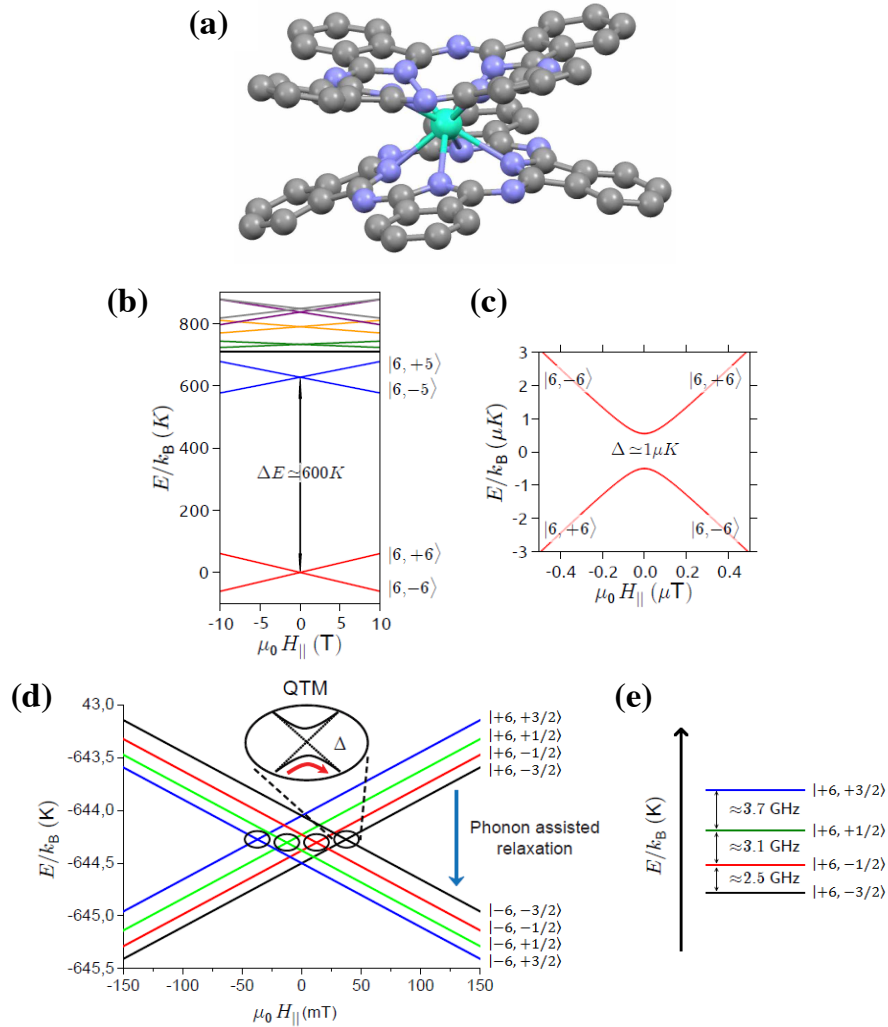 (a)
(b)
E/k_B (K)
800
600
400
200
0
|6,+5⟩
|6,−5⟩
ΔE≃600K
|6,+6⟩
|6,−6⟩
-10 -5 0 5 10
μ₀ H_|| (T)
(c)
E/k_B (μK)
3
2
1
0
-1
-2
-3
|6,−6⟩
|6,+6⟩
Δ≃1μK
|6,+6⟩
|6,−6⟩
-0.4 -0.2 0.0 0.2 0.4
μ₀ H_|| (μT)
(d)
QTM
Δ
E/k_B (K)
43,0
-643,5
-644,0
-644,5
-645,0
-645,5
|+6, +3/2⟩
|+6, +1/2⟩
|+6, −1/2⟩
|+6, −3/2⟩
Phonon assisted
relaxation
|−6, −3/2⟩
|−6, −1/2⟩
|−6, +1/2⟩
|−6, +3/2⟩
-150 -100 -50 0 50 100 150
μ₀ H_|| (mT)
(e)
E/k_B (K)
|+6, +3/2⟩
≈3.7 GHz
|+6, +1/2⟩
≈3.1 GHz
|+6, −1/2⟩
≈2.5 GHz
|+6, −3/2⟩